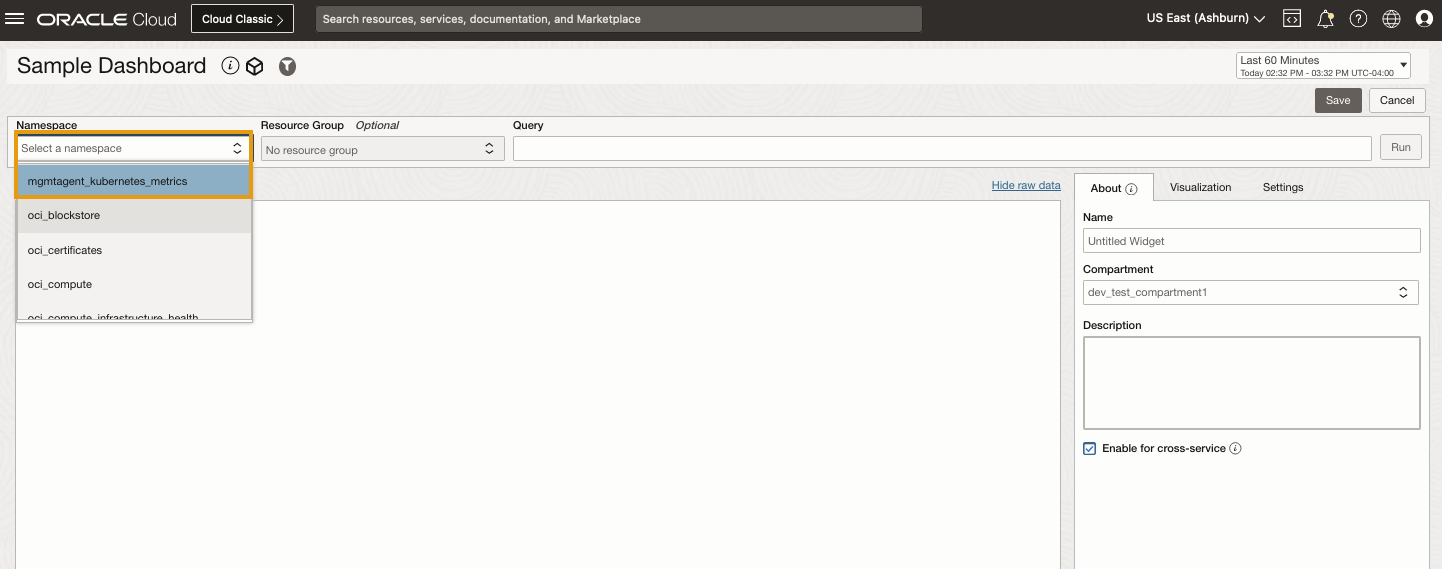 ORACLE Cloud
Cloud Classic
Search resources, services, documentation, and Marketplace
US East (Ashburn)
Sample Dashboard
Last 60 Minutes
Today 02:32 PM - 03:32 PM UTC-04:00
Save
Cancel
Namespace
Resource Group Optional
Query
Select a namespace
No resource group
Run
mgmtagent_kubernetes_metrics
oci_blockstore
oci_certificates
oci_compute
oci_compute_infrastructure_health
Hide raw data
About
Visualization
Settings
Name
Untitled Widget
Compartment
dev_test_compartment1
Description
Enable for cross-service